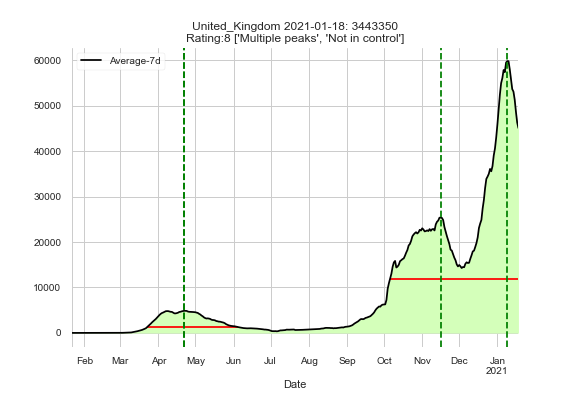 United_Kingdom 2021-01-18: 3443350
Rating:8 ['Multiple peaks', 'Not in control']
Average-7d
60000
50000
40000
30000
20000
10000
0
Feb Mar Apr May Jun Jul Aug Sep Oct Nov Dec Jan
2021
Date